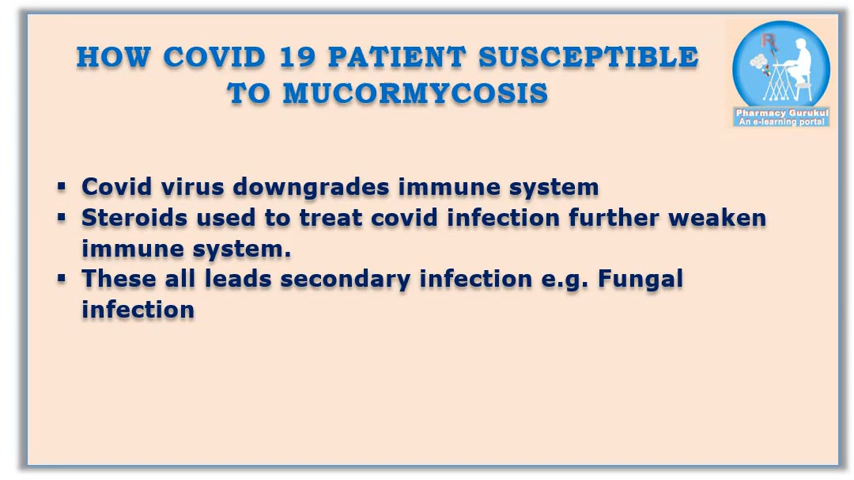 HOW COVID 19 PATIENT SUSCEPTIBLE
TO MUCORMYCOSIS
Pharmacy Gurukul
An e-learning portal
▪ Covid virus downgrades immune system
▪ Steroids used to treat covid infection further weaken
immune system.
▪ These all leads secondary infection e.g. Fungal
infection